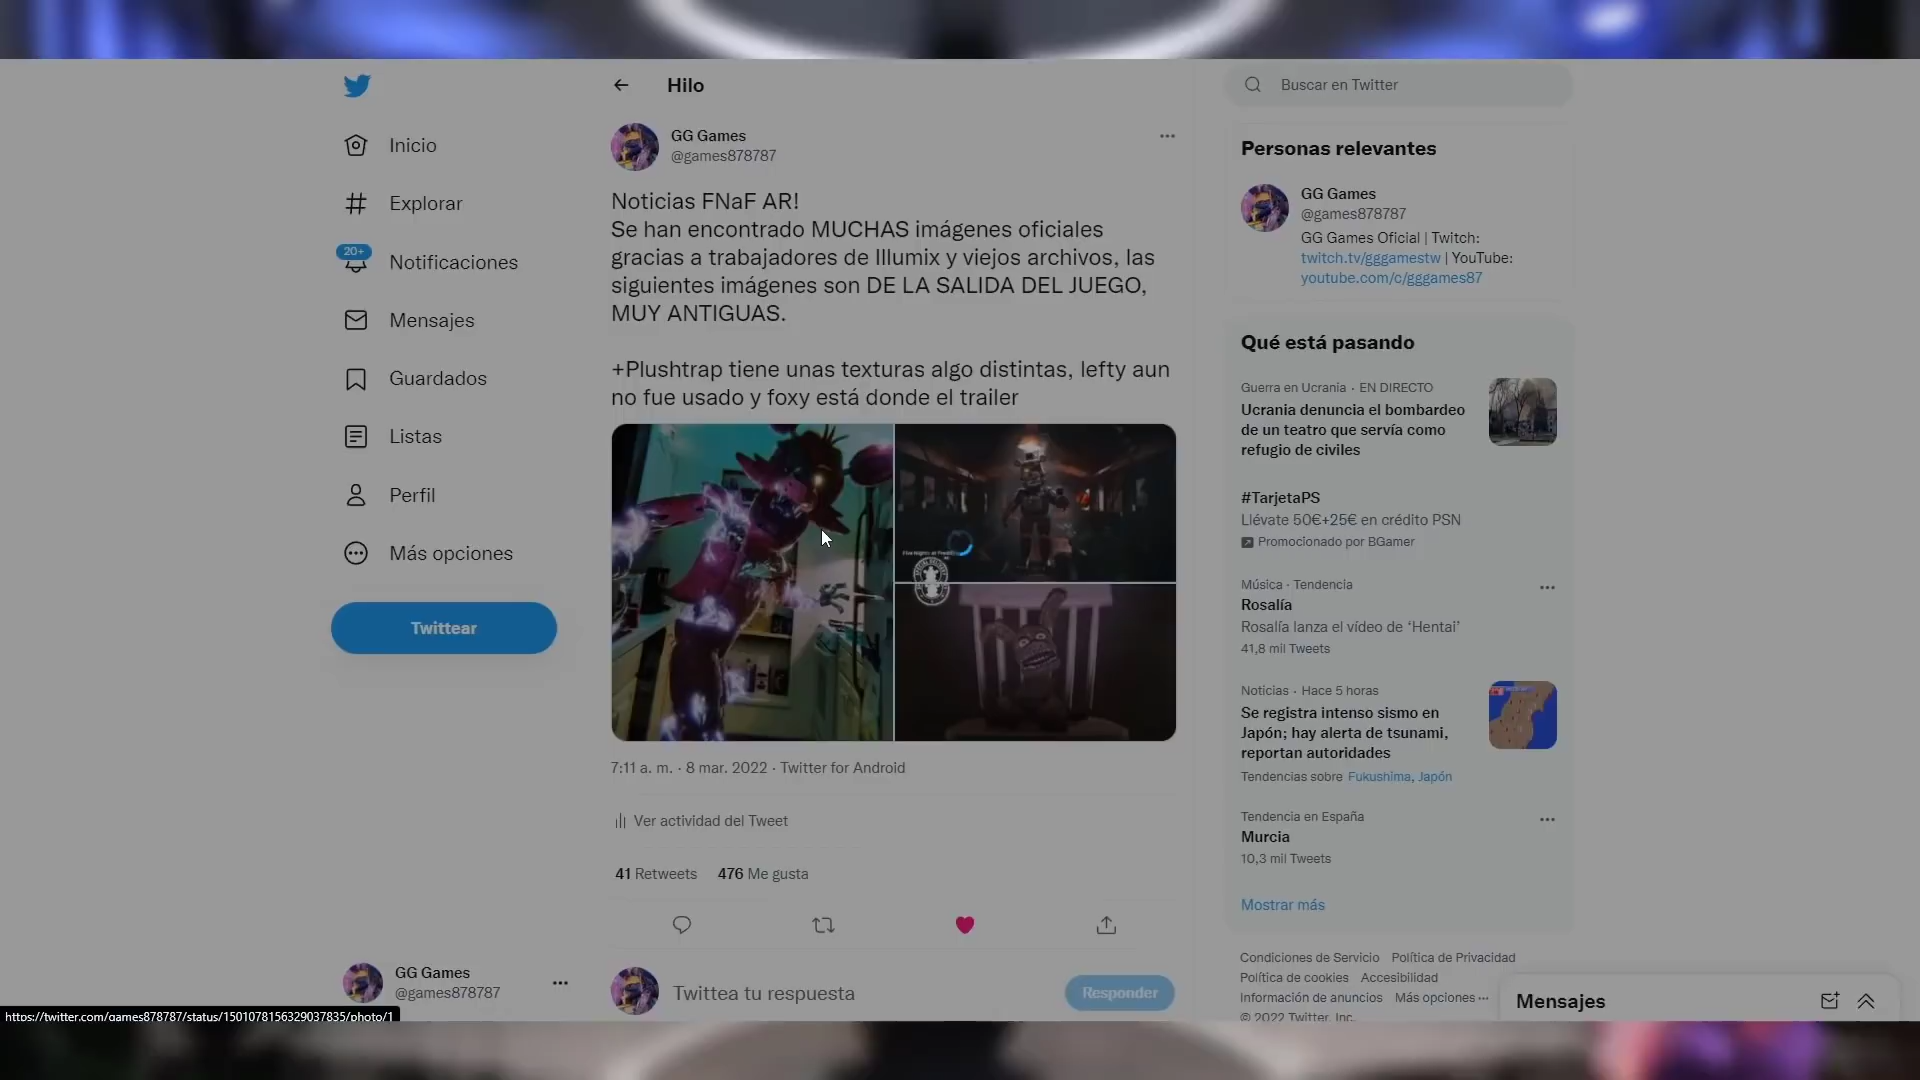 Hilo
Buscar en Twitter
Inicio
Explorar
20+
Notificaciones
Mensajes
Guardados
Listas
Perfil
Más opciones
Twittear
GG Games
@games878787
Noticias FNaF AR!
Se han encontrado MUCHAS imágenes oficiales
gracias a trabajadores de Illumix y viejos archivos, las
siguientes imágenes son DE LA SALIDA DEL JUEGO,
MUY ANTIGUAS.
+Plushtrap tiene unas texturas algo distintas, lefty aun
no fue usado y foxy está donde el trailer
7:11 a. m. · 8 mar. 2022 · Twitter for Android
Ver actividad del Tweet
41 Retweets 476 Me gusta
Twittea tu respuesta
Responder
Personas relevantes
GG Games
@games878787
GG Games Oficial | Twitch:
twitch.tv/gggamestw | YouTube:
youtube.com/c/gggames87
Qué está pasando
Guerra en Ucrania · EN DIRECTO
Ucrania denuncia el bombardeo
de un teatro que servía como
refugio de civiles
#TarjetaPS
Llévate 50€+25€ en crédito PSN
Promocionado por BGamer
Música · Tendencia
Rosalía
Rosalía lanza el vídeo de ‘Hentai’
41,8 mil Tweets
Noticias · Hace 5 horas
Se registra intenso sismo en
Japón; hay alerta de tsunami,
reportan autoridades
Tendencias sobre Fukushima, Japón
Tendencia en España
Murcia
10,3 mil Tweets
Mostrar más
Condiciones de Servicio Política de Privacidad
Política de cookies Accesibilidad
Información de anuncios Más opciones ···
© 2022 Twitter, Inc.
Mensajes
GG Games
@games878787
https://twitter.com/games878787/status/1501078156329037835/photo/1